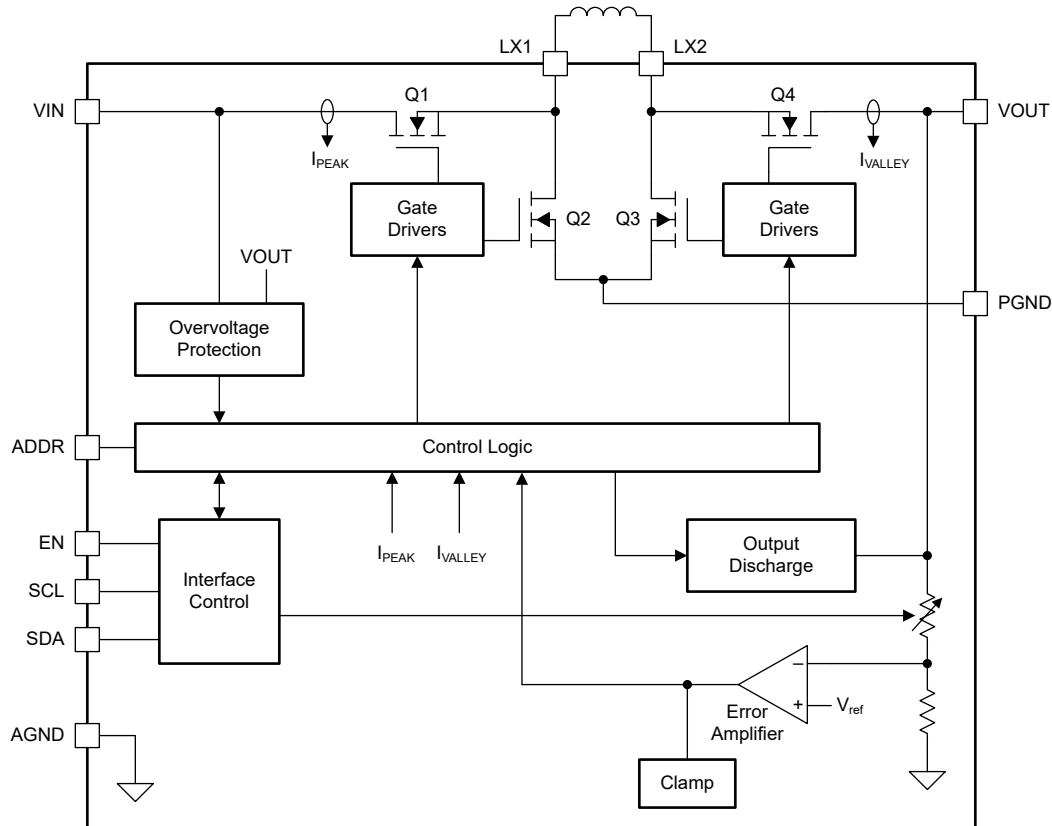 LX1
LX2
VIN
Q1
Q4
VOUT
IPEAK
IVALLEY
Gate
Drivers
Q2
Q3
Gate
Drivers
VOUT
PGND
Overvoltage
Protection
ADDR
Control Logic
EN
SCL
SDA
Interface
Control
IPEAK
IVALLEY
Output
Discharge
–
+
Vref
Error
Amplifier
AGND
Clamp